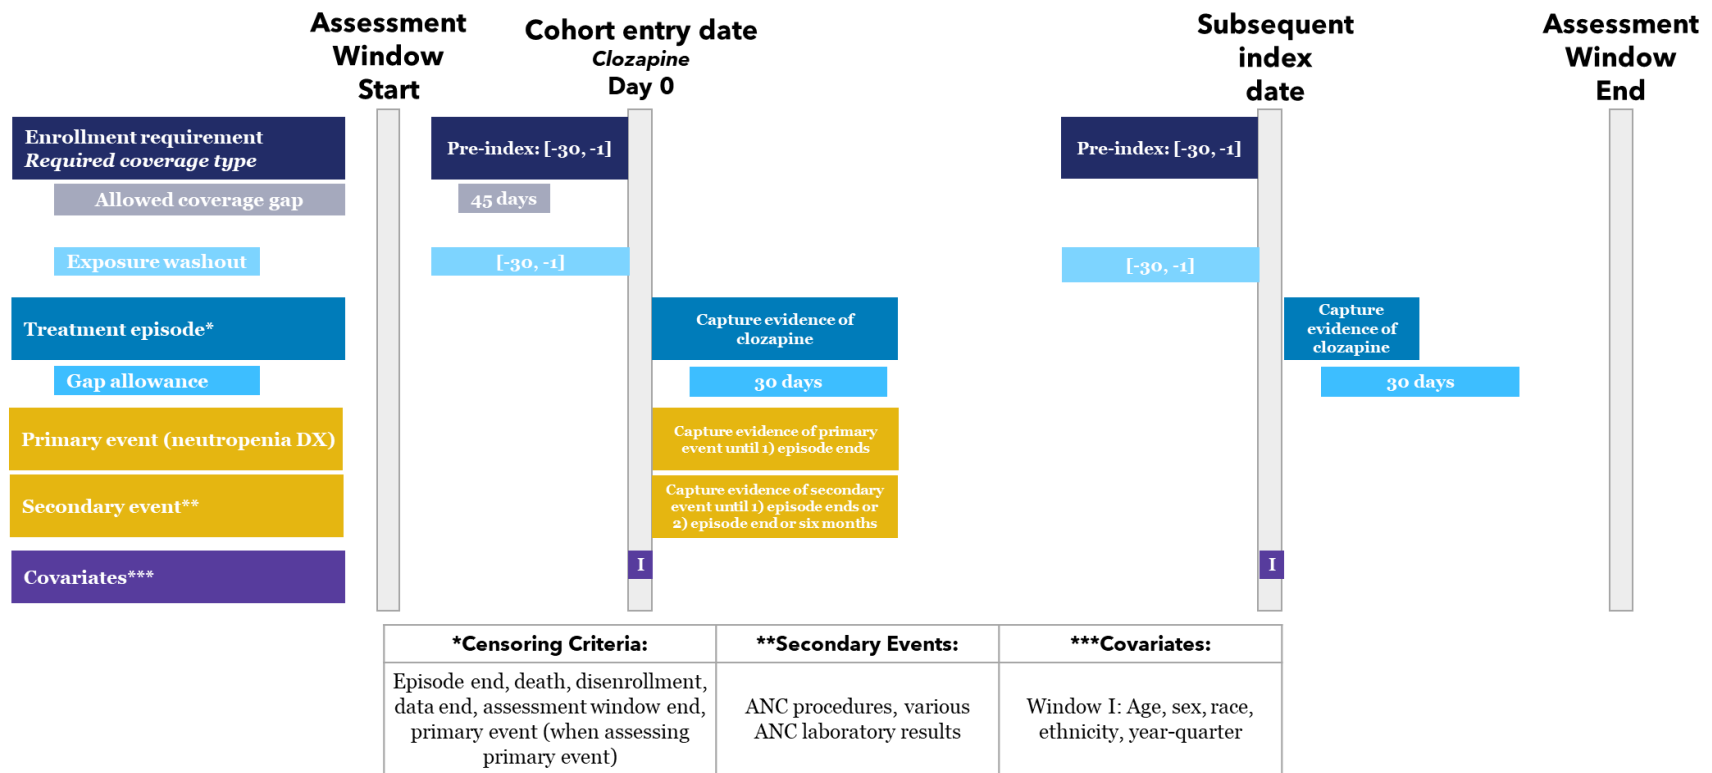 Assessment
Window
Start
Cohort entry date
Clozapine
Day 0
Subsequent
index
date
Assessment
Window
End
Enrollment requirement
Required coverage type
Pre-index: [-30, -1]
Pre-index: [-30, -1]
Allowed coverage gap
45 days
Exposure washout
[-30, -1]
[-30, -1]
Treatment episode*
Capture evidence of
clozapine
Capture
evidence of
clozapine
Gap allowance
30 days
30 days
Primary event (neutropenia DX)
Capture evidence of primary
event until 1) episode ends
Secondary event**
Capture evidence of secondary
event until 1) episode ends or
2) episode end or six months
Covariates***
I
I
*Censoring Criteria:
Episode end, death, disenrollment,
data end, assessment window end,
primary event (when assessing
primary event)
**Secondary Events:
ANC procedures, various
ANC laboratory results
***Covariates:
Window I: Age, sex, race,
ethnicity, year-quarter